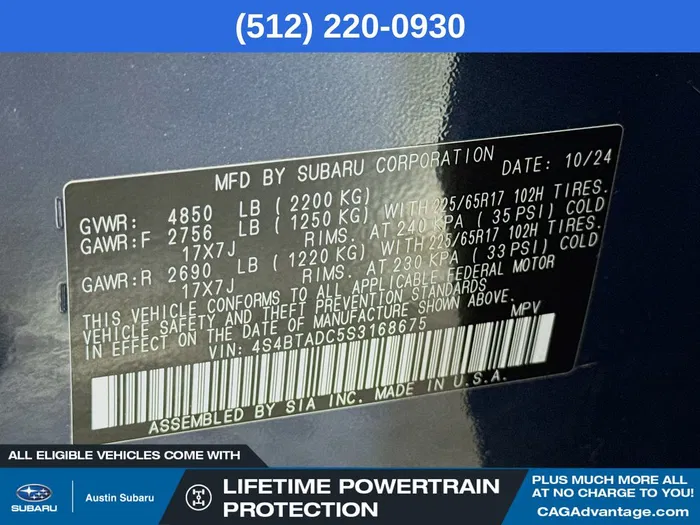 (512) 220-0930
MFD BY SUBARU CORPORATION DATE: 10/24
GVWR: 4850 LB ( 2200 KG)
GAWR:F 2756 LB ( 1250 KG) WITH 225/65R17 102H TIRES.
17X7J RIMS. AT 240 KPA ( 35 PSI) COLD
GAWR:R 2690 LB ( 1220 KG) WITH 225/65R17 102H TIRES.
17X7J RIMS. AT 230 KPA ( 33 PSI) COLD
THIS VEHICLE CONFORMS TO ALL APPLICABLE FEDERAL MOTOR
VEHICLE SAFETY AND THEFT PREVENTION STANDARDS
IN EFFECT ON THE DATE OF MANUFACTURE SHOWN ABOVE.
VIN: 4S4BTADC5S3168675 MPV
ASSEMBLED BY SIA INC. MADE IN U.S.A.
ALL ELIGIBLE VEHICLES COME WITH
SUBARU
Austin Subaru
LIFETIME POWERTRAIN
PROTECTION
PLUS MUCH MORE ALL
AT NO CHARGE TO YOU!
CAGAdvantage.com